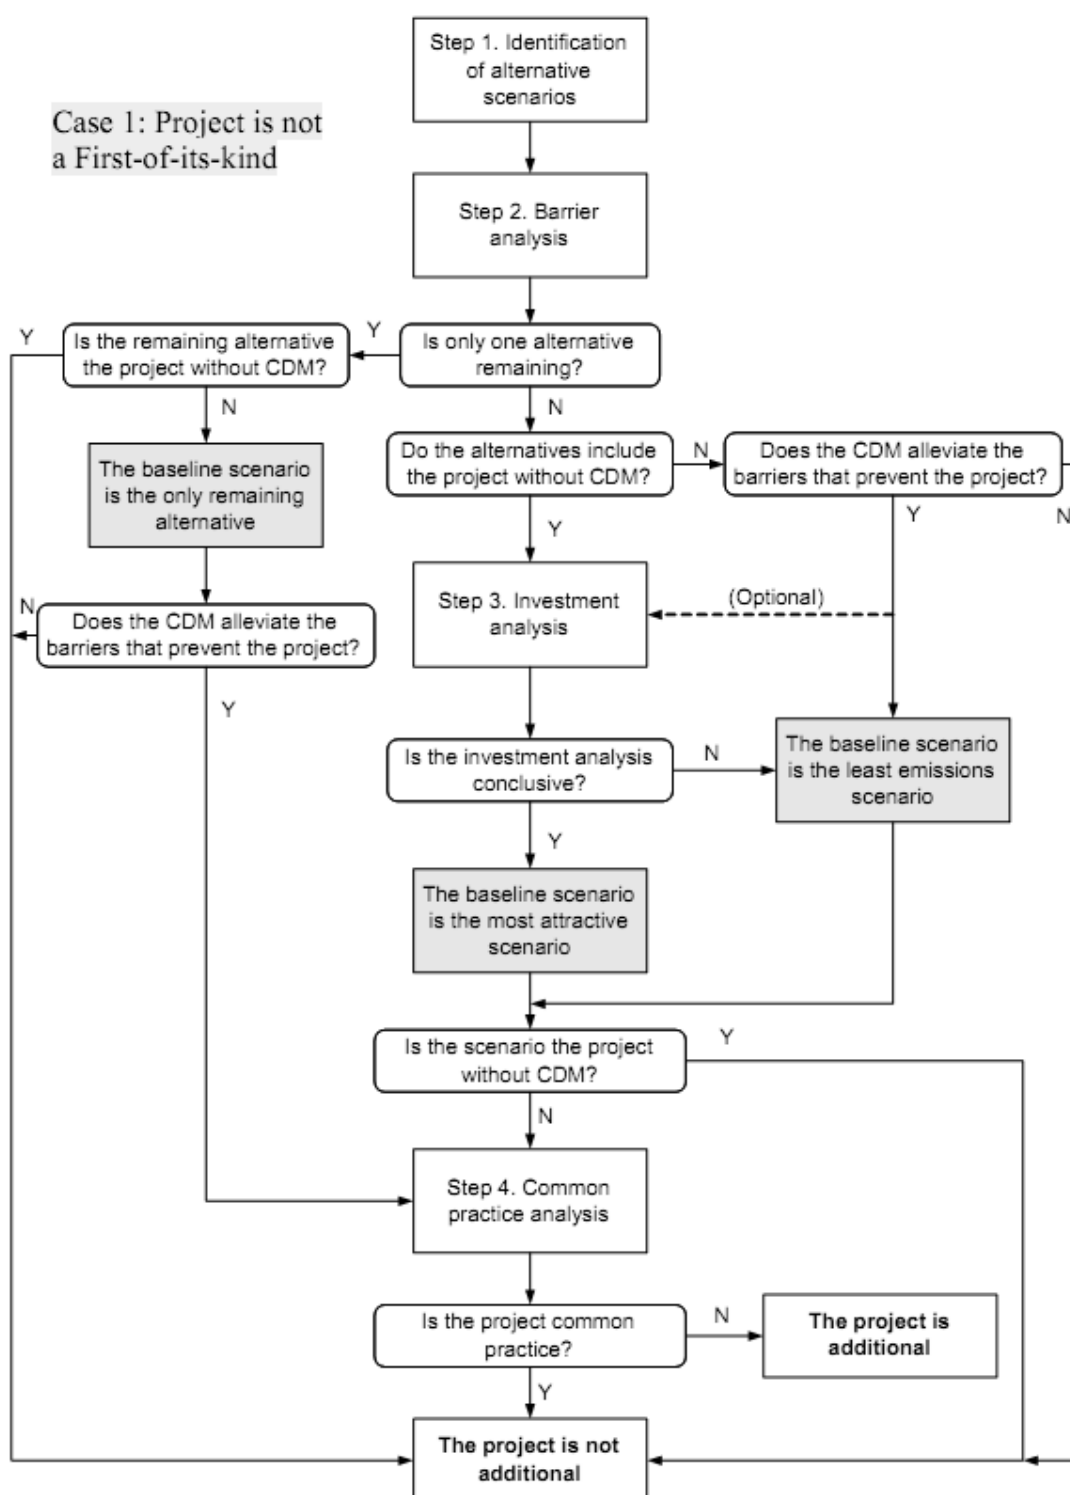 Step 1. Identification
of alternative
scenarios
Case 1: Project is not
a First-of-its-kind
Step 2. Barrier
analysis
Y
Is the remaining alternative
the project without CDM?
Y
Is only one alternative
remaining?
N
N
The baseline scenario
is the only remaining
alternative
Do the alternatives include
the project without CDM?
N
Does the CDM alleviate the
barriers that prevent the project?
Y
Y
N
Step 3. Investment
analysis
(Optional)
N
Does the CDM alleviate the
barriers that prevent the project?
Y
Is the investment analysis
conclusive?
N
The baseline scenario
is the least emissions
scenario
Y
The baseline scenario
is the most attractive
scenario
Is the scenario the project
without CDM?
Y
N
Step 4. Common
practice analysis
Is the project common
practice?
N
The project is
additional
Y
The project is not
additional